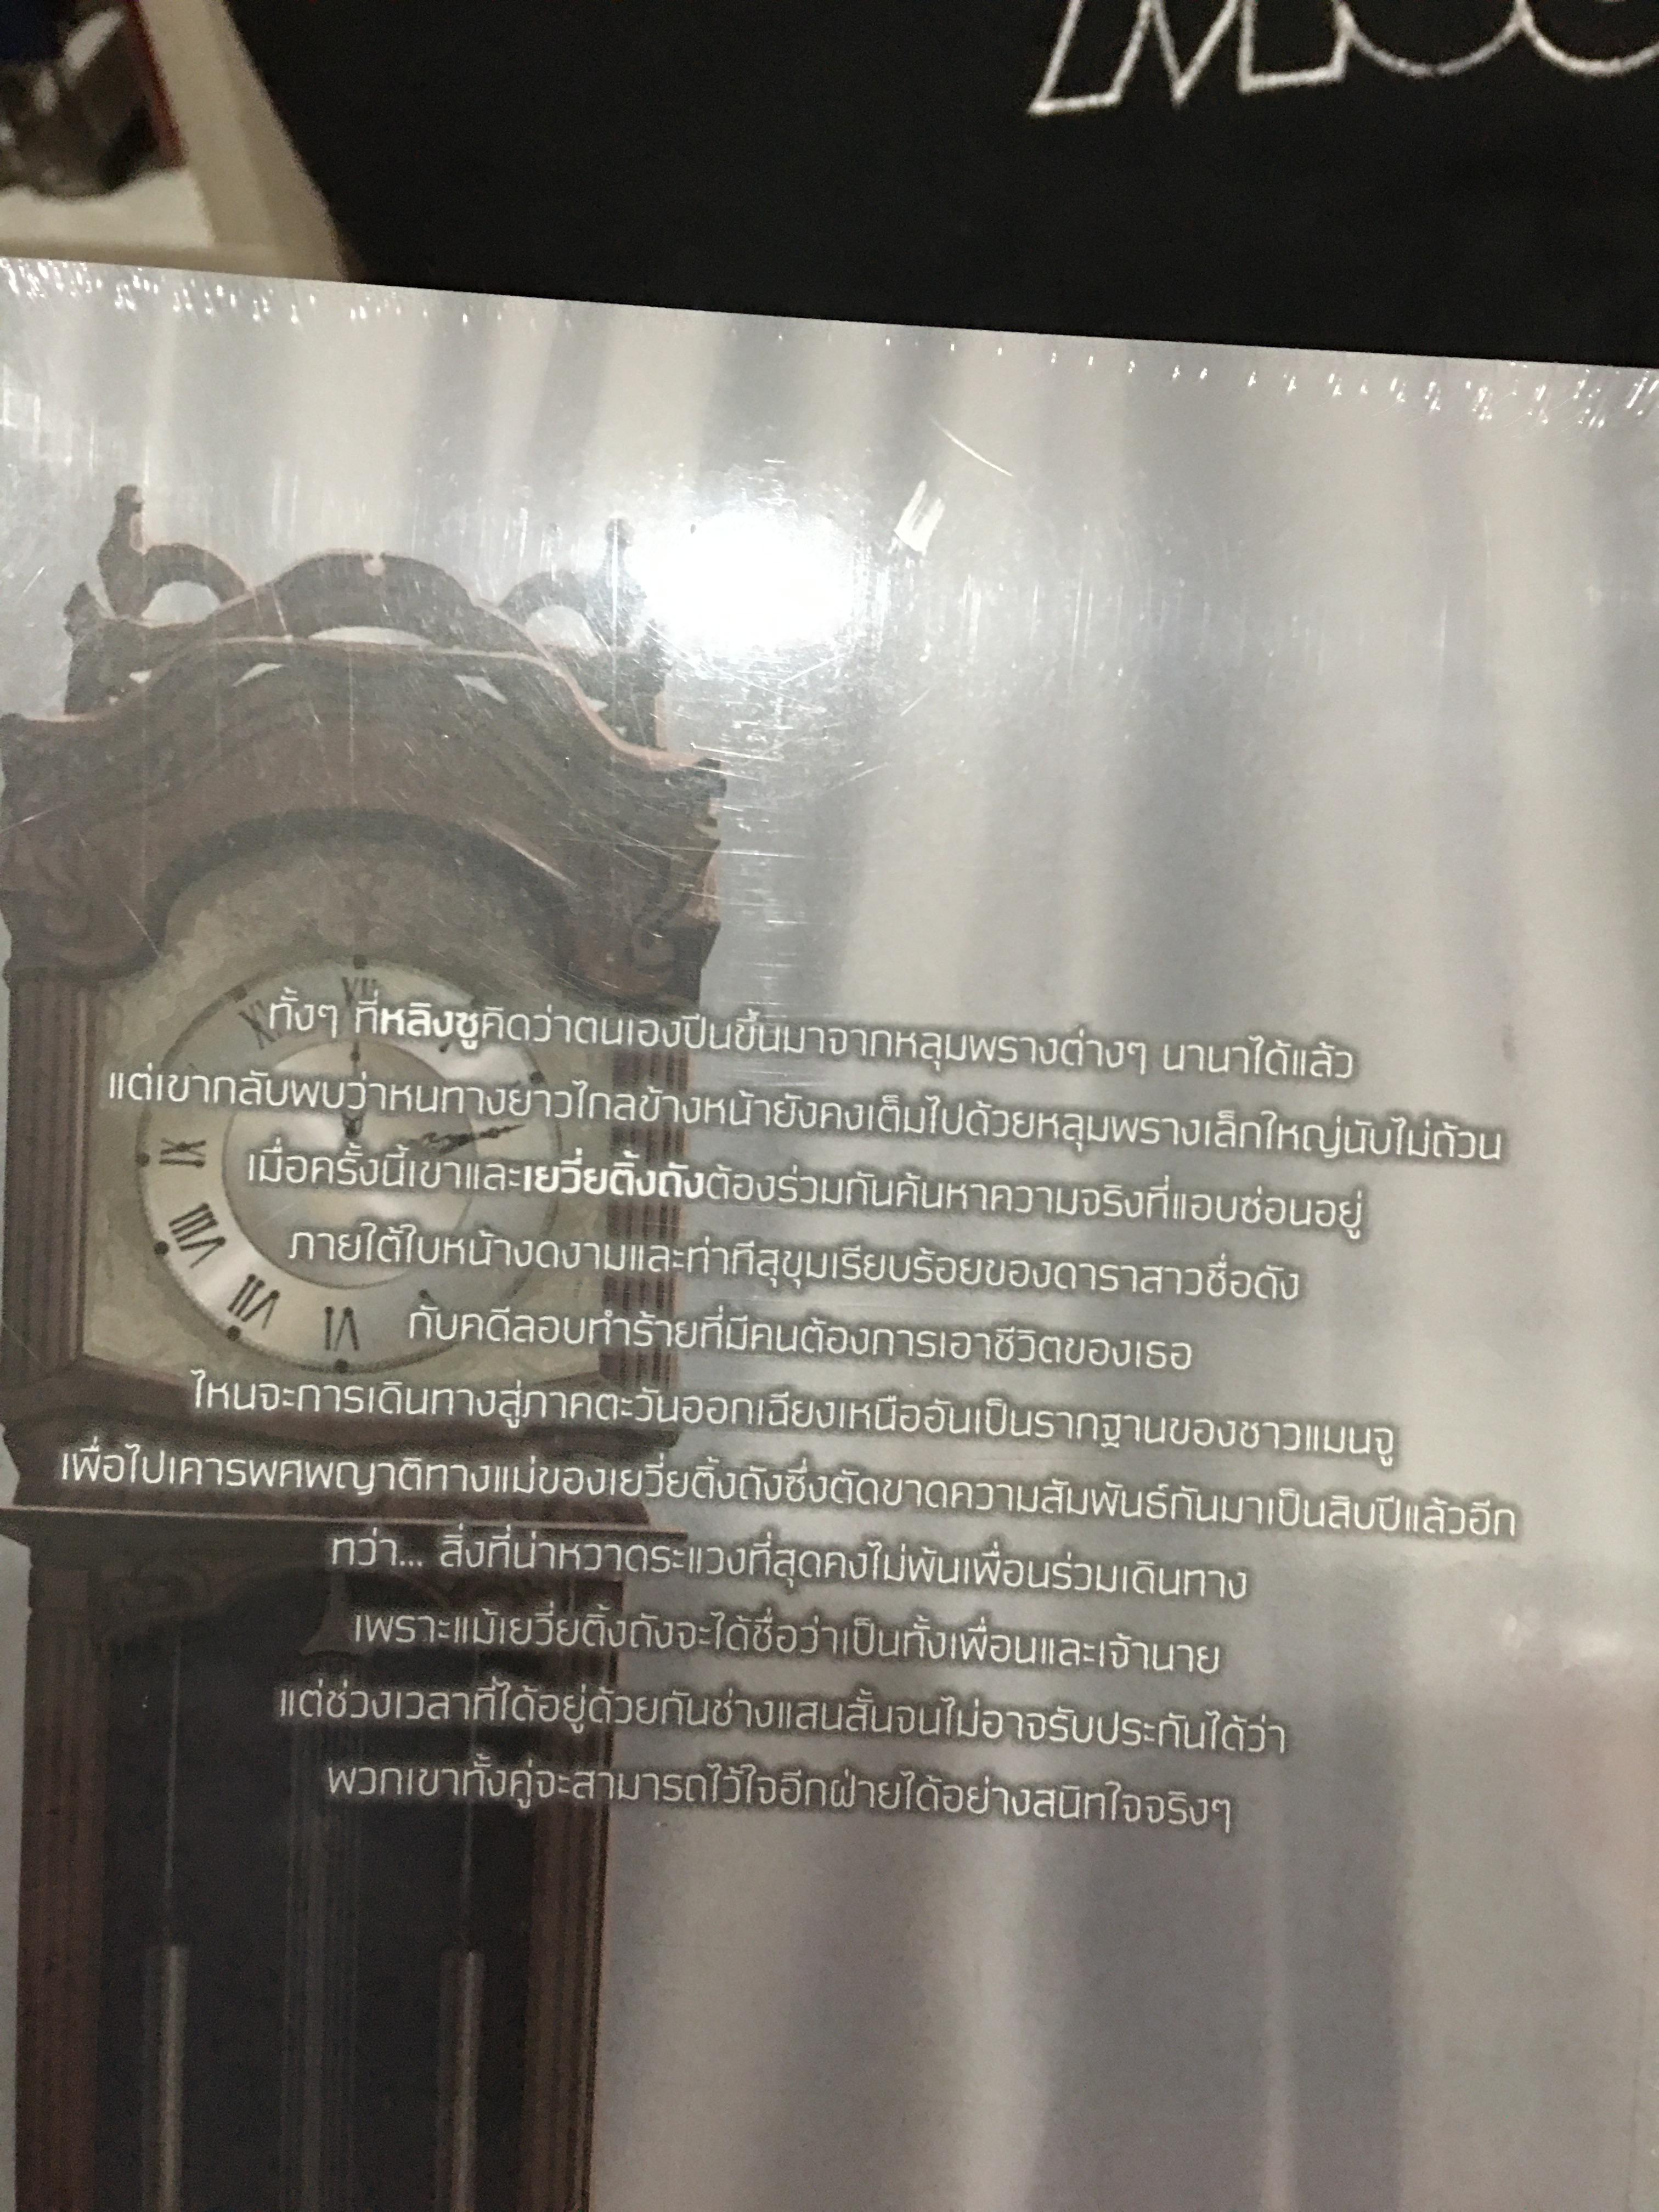 ทั้งๆ ที่หลิงซูคิดว่าตนเองปีนขึ้นมาจากหลุมพรางต่างๆ นานาได้แล้ว
แต่เขากลับพบว่าหนทางยาวไกลข้างหน้ายังคงเต็มไปด้วยหลุมพรางเล็กใหญ่นับไม่ถ้วน
เมื่อครั้งนี้เขาและเยวี่ยติ้งถังต้องร่วมกันค้นหาความจริงที่แอบซ่อนอยู่
ภายใต้ใบหน้างดงามและท่าทีสุขุมเรียบร้อยของดาราสาวชื่อดัง
กับคดีลอบทำร้ายที่มีคนต้องการเอาชีวิตของเธอ
ไหนจะการเดินทางสู่ภาคตะวันออกเฉียงเหนืออันเป็นรากฐานของชาวแมนจู
เพื่อไปเคารพศพญาติทางแม่ของเยวี่ยติ้งถังซึ่งตัดขาดความสัมพันธ์กันมาเป็นสิบปีแล้วอีก
ทว่า... สิ่งที่น่าหวาดระแวงที่สุดคงไม่พ้นเพื่อนร่วมเดินทาง
เพราะแม้เยวี่ยติ้งถังจะได้ชื่อว่าเป็นทั้งเพื่อนและเจ้านาย
แต่ช่วงเวลาที่ได้อยู่ด้วยกันช่างแสนสั้นจนไม่อาจรับประกันได้ว่า
พวกเขาทั้งคู่จะสามารถไว้ใจอีกฝ่ายได้อย่างสนิทใจจริงๆ